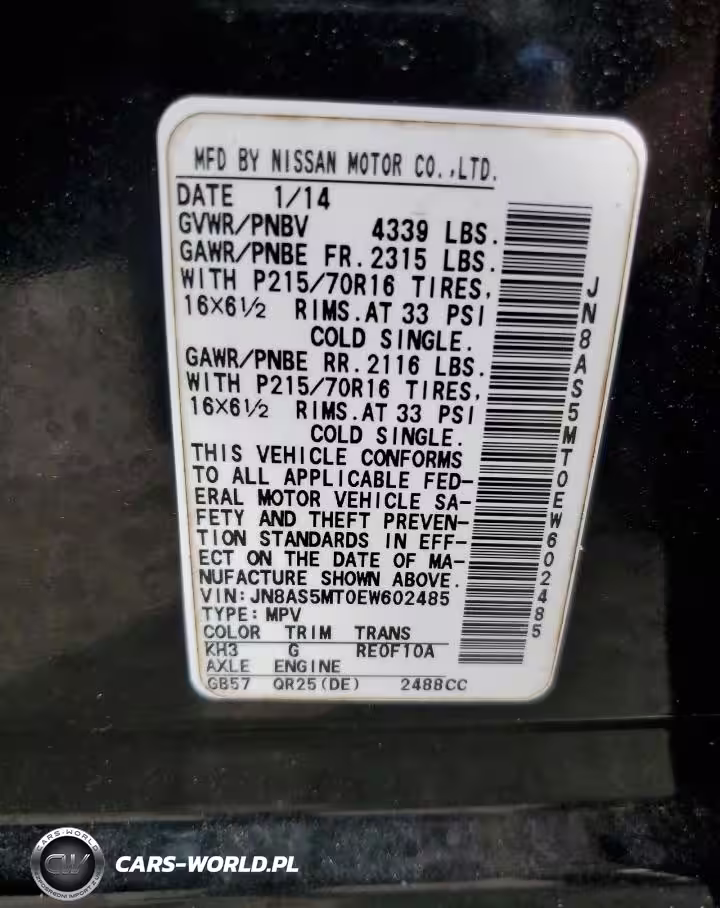 MFD BY NISSAN MOTOR CO.,LTD.
DATE 1/14
GVWR/PNBV 4339 LBS.
GAWR/PNBE FR. 2315 LBS.
WITH P215/70R16 TIRES,
16X6½ RIMS.AT 33 PSI
COLD SINGLE.
GAWR/PNBE RR. 2116 LBS.
WITH P215/70R16 TIRES,
16X6½ RIMS.AT 33 PSI
COLD SINGLE.
THIS VEHICLE CONFORMS
TO ALL APPLICABLE FED-
ERAL MOTOR VEHICLE SA-
FETY AND THEFT PREVEN-
TION STANDARDS IN EFF-
ECT ON THE DATE OF MA-
NUFACTURE SHOWN ABOVE.
VIN:JN8AS5MT0EW602485
TYPE:MPV
COLOR TRIM TRANS
KH3 G RE0F10A
AXLE ENGINE
GB57 QR25(DE) 2488CC
JN8AS5MT0EW602485
CARS-WORLD
CW
CARS-WORLD.PL